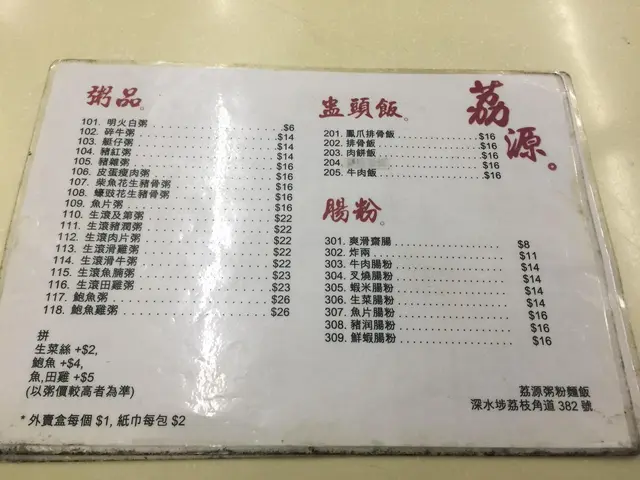 粥品。
101. 明火白粥 $6
102. 碎牛粥 $14
103. 艇仔粥 $14
104. 豬紅粥 $14
105. 豬雜粥 $16
106. 皮蛋瘦肉粥 $16
107. 柴魚花生豬骨粥 $16
108. 蠔豉花生豬骨粥 $16
109. 魚片粥 $16
110. 生滾及弟粥 $22
111. 生滾豬潤粥 $22
112. 生滾肉片粥 $22
113. 生滾滑雞粥 $22
114. 生滾滑牛粥 $22
115. 生滾魚腩粥 $23
116. 生滾田雞粥 $23
117. 鮑魚粥 $26
118. 鮑魚雞粥 $26
拼
生菜絲 +$2,
鮑魚 +$4,
魚,田雞 +$5
(以粥價較高者為準)
* 外賣盒每個 $1, 紙巾每包 $2
盅頭飯。
201. 鳳爪排骨飯 $16
202. 排骨飯 $16
203. 肉餅飯 $16
204. $16
205. 牛肉飯 $16
腸粉。
301. 爽滑齋腸 $8
302. 炸兩 $11
303. 牛肉腸粉 $14
304. 叉燒腸粉 $14
305. 蝦米腸粉 $14
306. 生菜腸粉 $14
307. 魚片腸粉 $16
308. 豬润腸粉 $16
309. 鮮蝦腸粉 $16
荔源。
荔源粥粉麵飯
深水埗荔枝角道 382 號